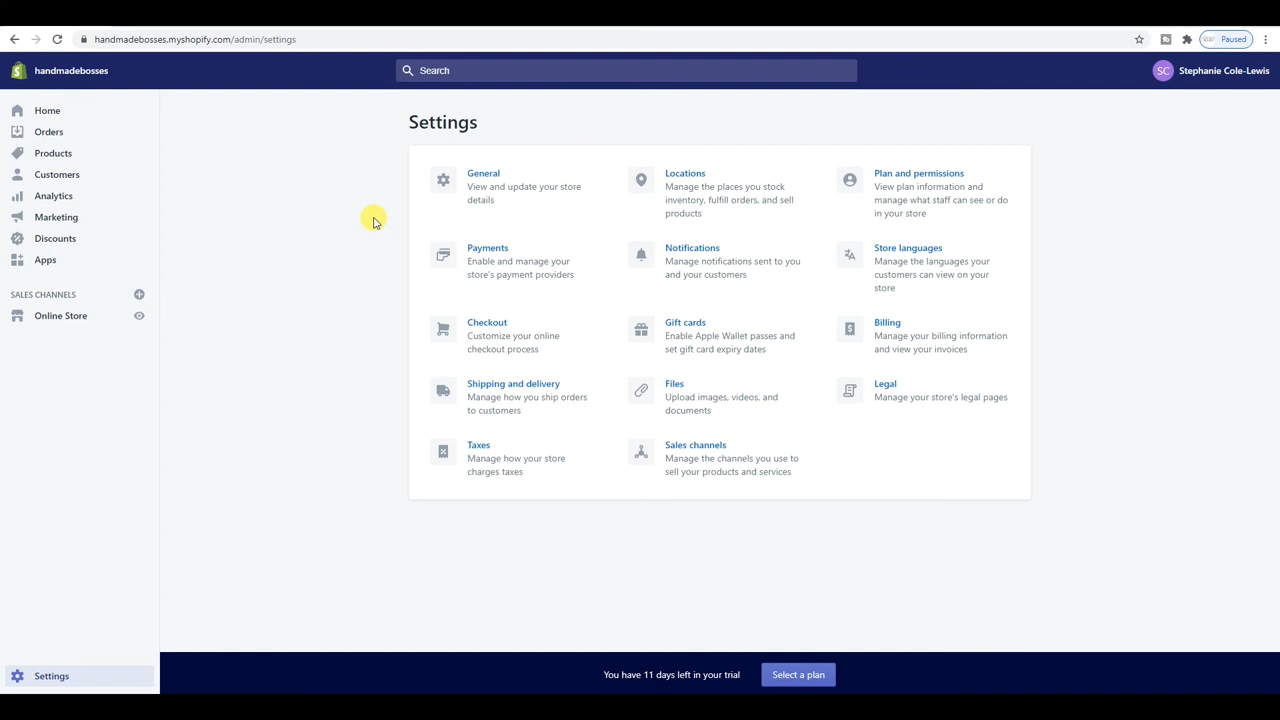 handmadebosses.myshopify.com/admin/settings
Paused
handmadebosses
Search
SC
Stephanie Cole-Lewis
Home
Orders
Products
Customers
Analytics
Marketing
Discounts
Apps
SALES CHANNELS
Online Store
Settings
Settings
General
View and update your store
details
Locations
Manage the places you stock
inventory, fulfill orders, and sell
products
Plan and permissions
View plan information and
manage what staff can see or do
in your store
Payments
Enable and manage your
store's payment providers
Notifications
Manage notifications sent to you
and your customers
Store languages
Manage the languages your
customers can view on your
store
Checkout
Customize your online
checkout process
Gift cards
Enable Apple Wallet passes and
set gift card expiry dates
Billing
Manage your billing information
and view your invoices
Shipping and delivery
Manage how you ship orders
to customers
Files
Upload images, videos, and
documents
Legal
Manage your store's legal pages
Taxes
Manage how your store
charges taxes
Sales channels
Manage the channels you use to
sell your products and services
You have 11 days left in your trial
Select a plan